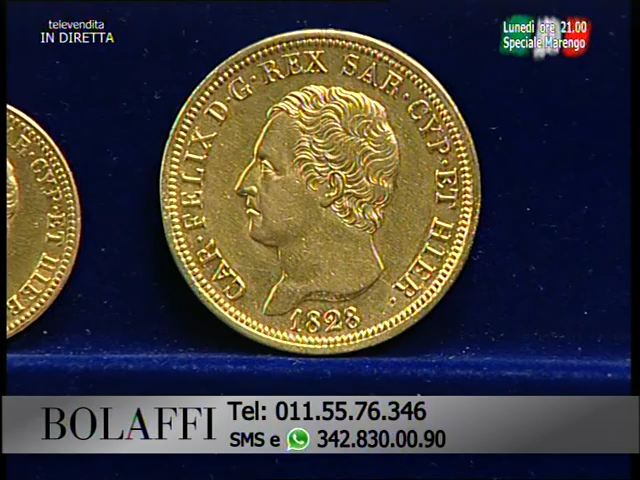 televendita
IN DIRETTA
Lunedì ore 21.00
Speciale Marengo
CAR·FELIX D·G·REX SAR·CYP·ET HIER·
1828
BOLAFFI
Tel: 011.55.76.346
SMS e 342.830.00.90